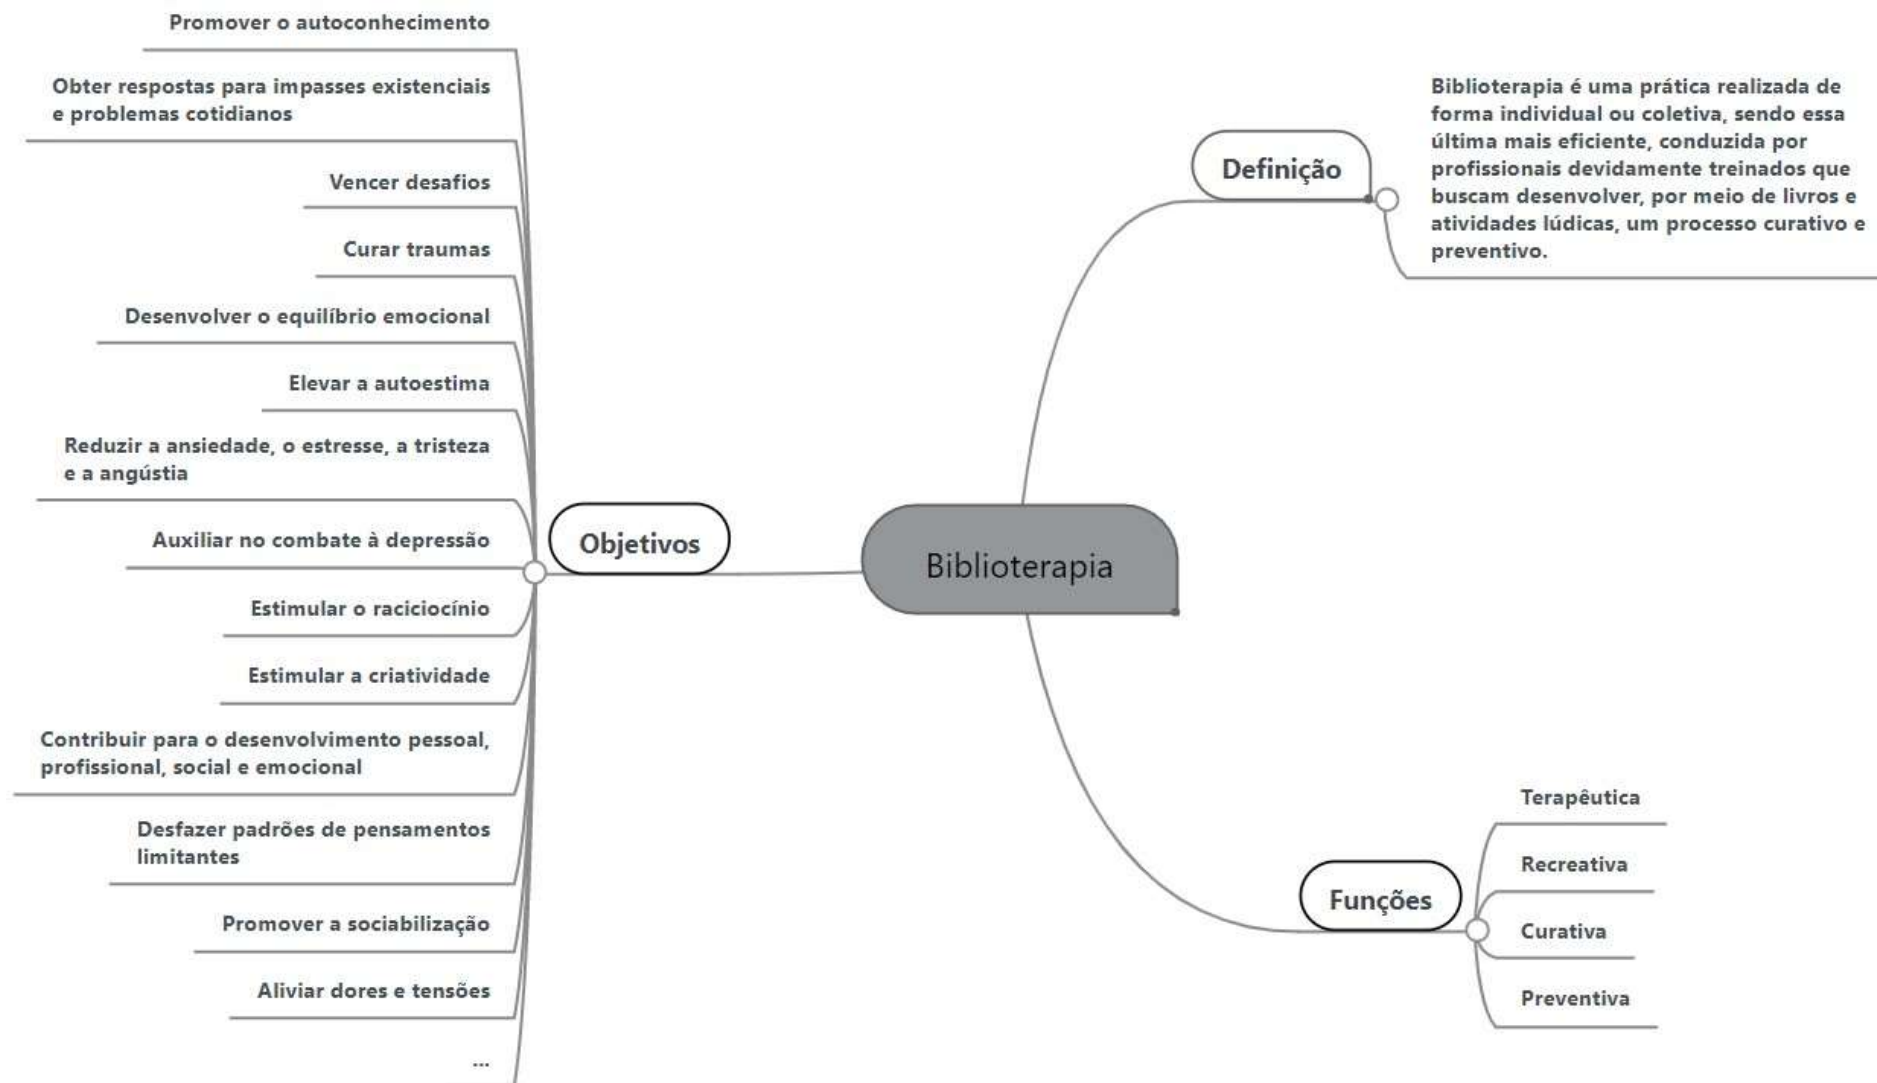 Promover o autoconhecimento
Obter respostas para impasses existenciais
e problemas cotidianos
Vencer desafios
Curar traumas
Desenvolver o equilíbrio emocional
Elevar a autoestima
Reduzir a ansiedade, o estresse, a tristeza
e a angústia
Auxiliar no combate à depressão
Estimular o raciciocínio
Estimular a criatividade
Contribuir para o desenvolvimento pessoal,
profissional, social e emocional
Desfazer padrões de pensamentos
limitantes
Promover a sociabilização
Aliviar dores e tensões
...
Objetivos
Biblioterapia
Definição
Biblioterapia é uma prática realizada de
forma individual ou coletiva, sendo essa
última mais eficiente, conduzida por
profissionais devidamente treinados que
buscam desenvolver, por meio de livros e
atividades lúdicas, um processo curativo e
preventivo.
Funções
Terapêutica
Recreativa
Curativa
Preventiva